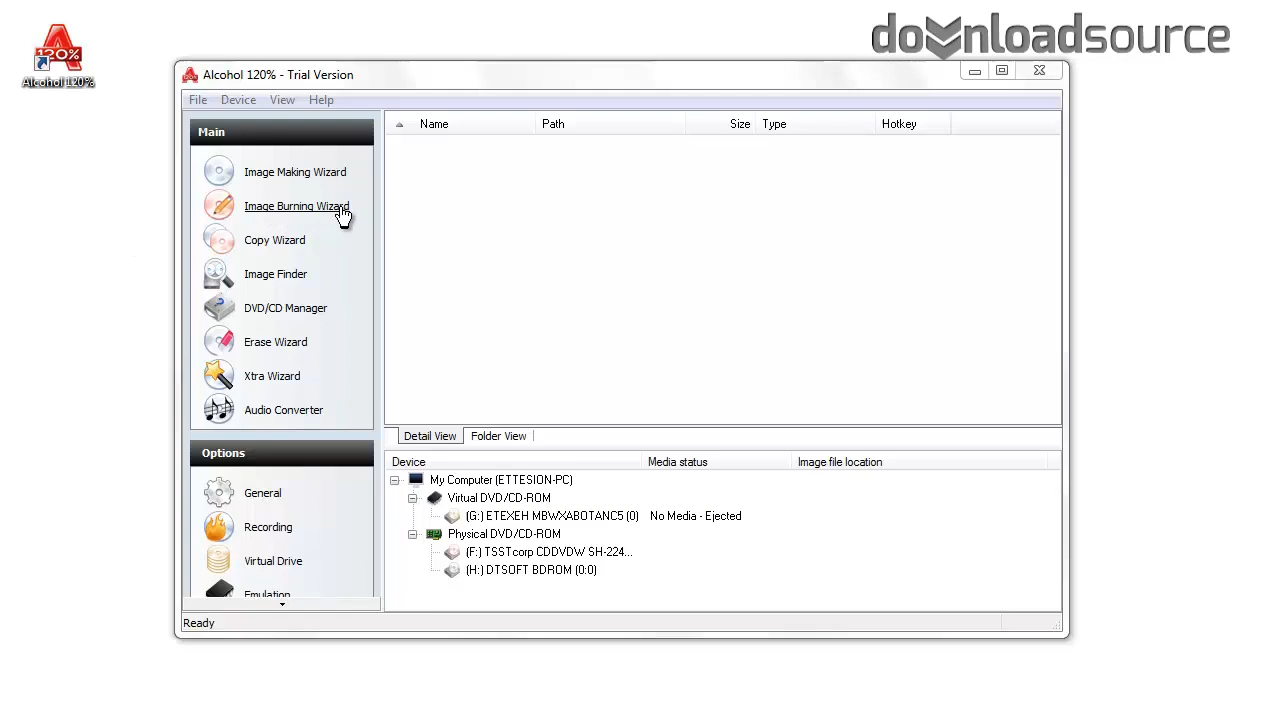 downloadsource
120%
Alcohol 120%
Alcohol 120% - Trial Version
File Device View Help
Main
Image Making Wizard
Image Burning Wizard
Copy Wizard
Image Finder
DVD/CD Manager
Erase Wizard
Xtra Wizard
Audio Converter
Options
General
Recording
Virtual Drive
Emulation
Name Path Size Type Hotkey
Detail View Folder View
Device Media status Image file location
My Computer (ETTESION-PC)
Virtual DVD/CD-ROM
(G:) ETEXEH MBWXABOTANC5 (0) No Media - Ejected
Physical DVD/CD-ROM
(F:) TSSTcorp CDDVDW SH-224...
(H:) DTSOFT BDROM (0:0)
Ready